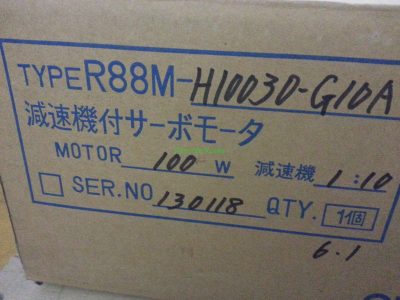 TYPE R88M-H10030-G10A
減速機付サーボモータ
MOTOR 100 W 減速機 1:10
SER.NO 130118 QTY. 1個
6.1